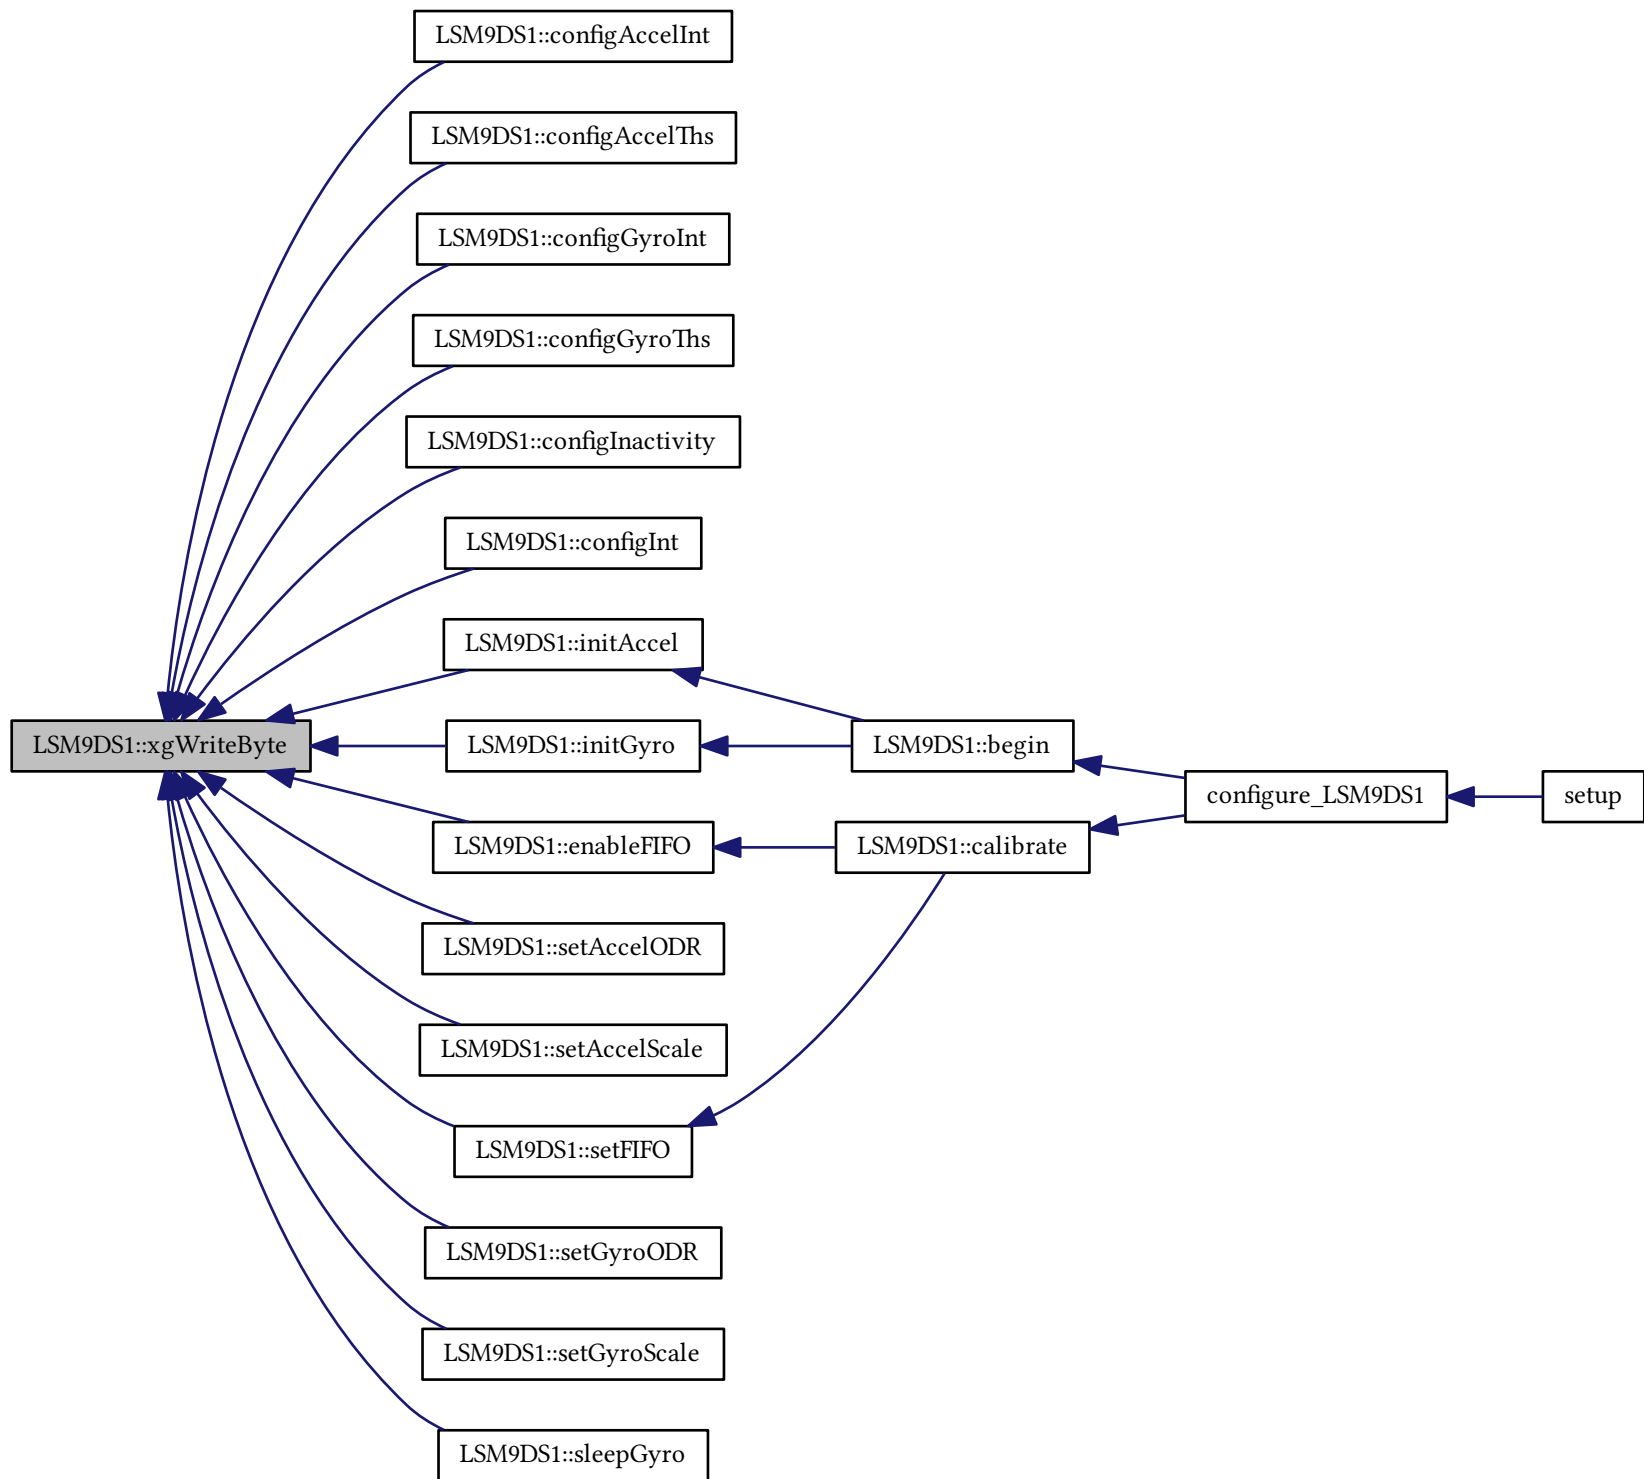 LSM9DS1::configAccelInt
LSM9DS1::configAccelThs
LSM9DS1::configGyroInt
LSM9DS1::configGyroThs
LSM9DS1::configInactivity
LSM9DS1::configInt
LSM9DS1::initAccel
LSM9DS1::xgWriteByte
LSM9DS1::initGyro
LSM9DS1::begin
configure_LSM9DS1
setup
LSM9DS1::enableFIFO
LSM9DS1::calibrate
LSM9DS1::setAccelODR
LSM9DS1::setAccelScale
LSM9DS1::setFIFO
LSM9DS1::setGyroODR
LSM9DS1::setGyroScale
LSM9DS1::sleepGyro